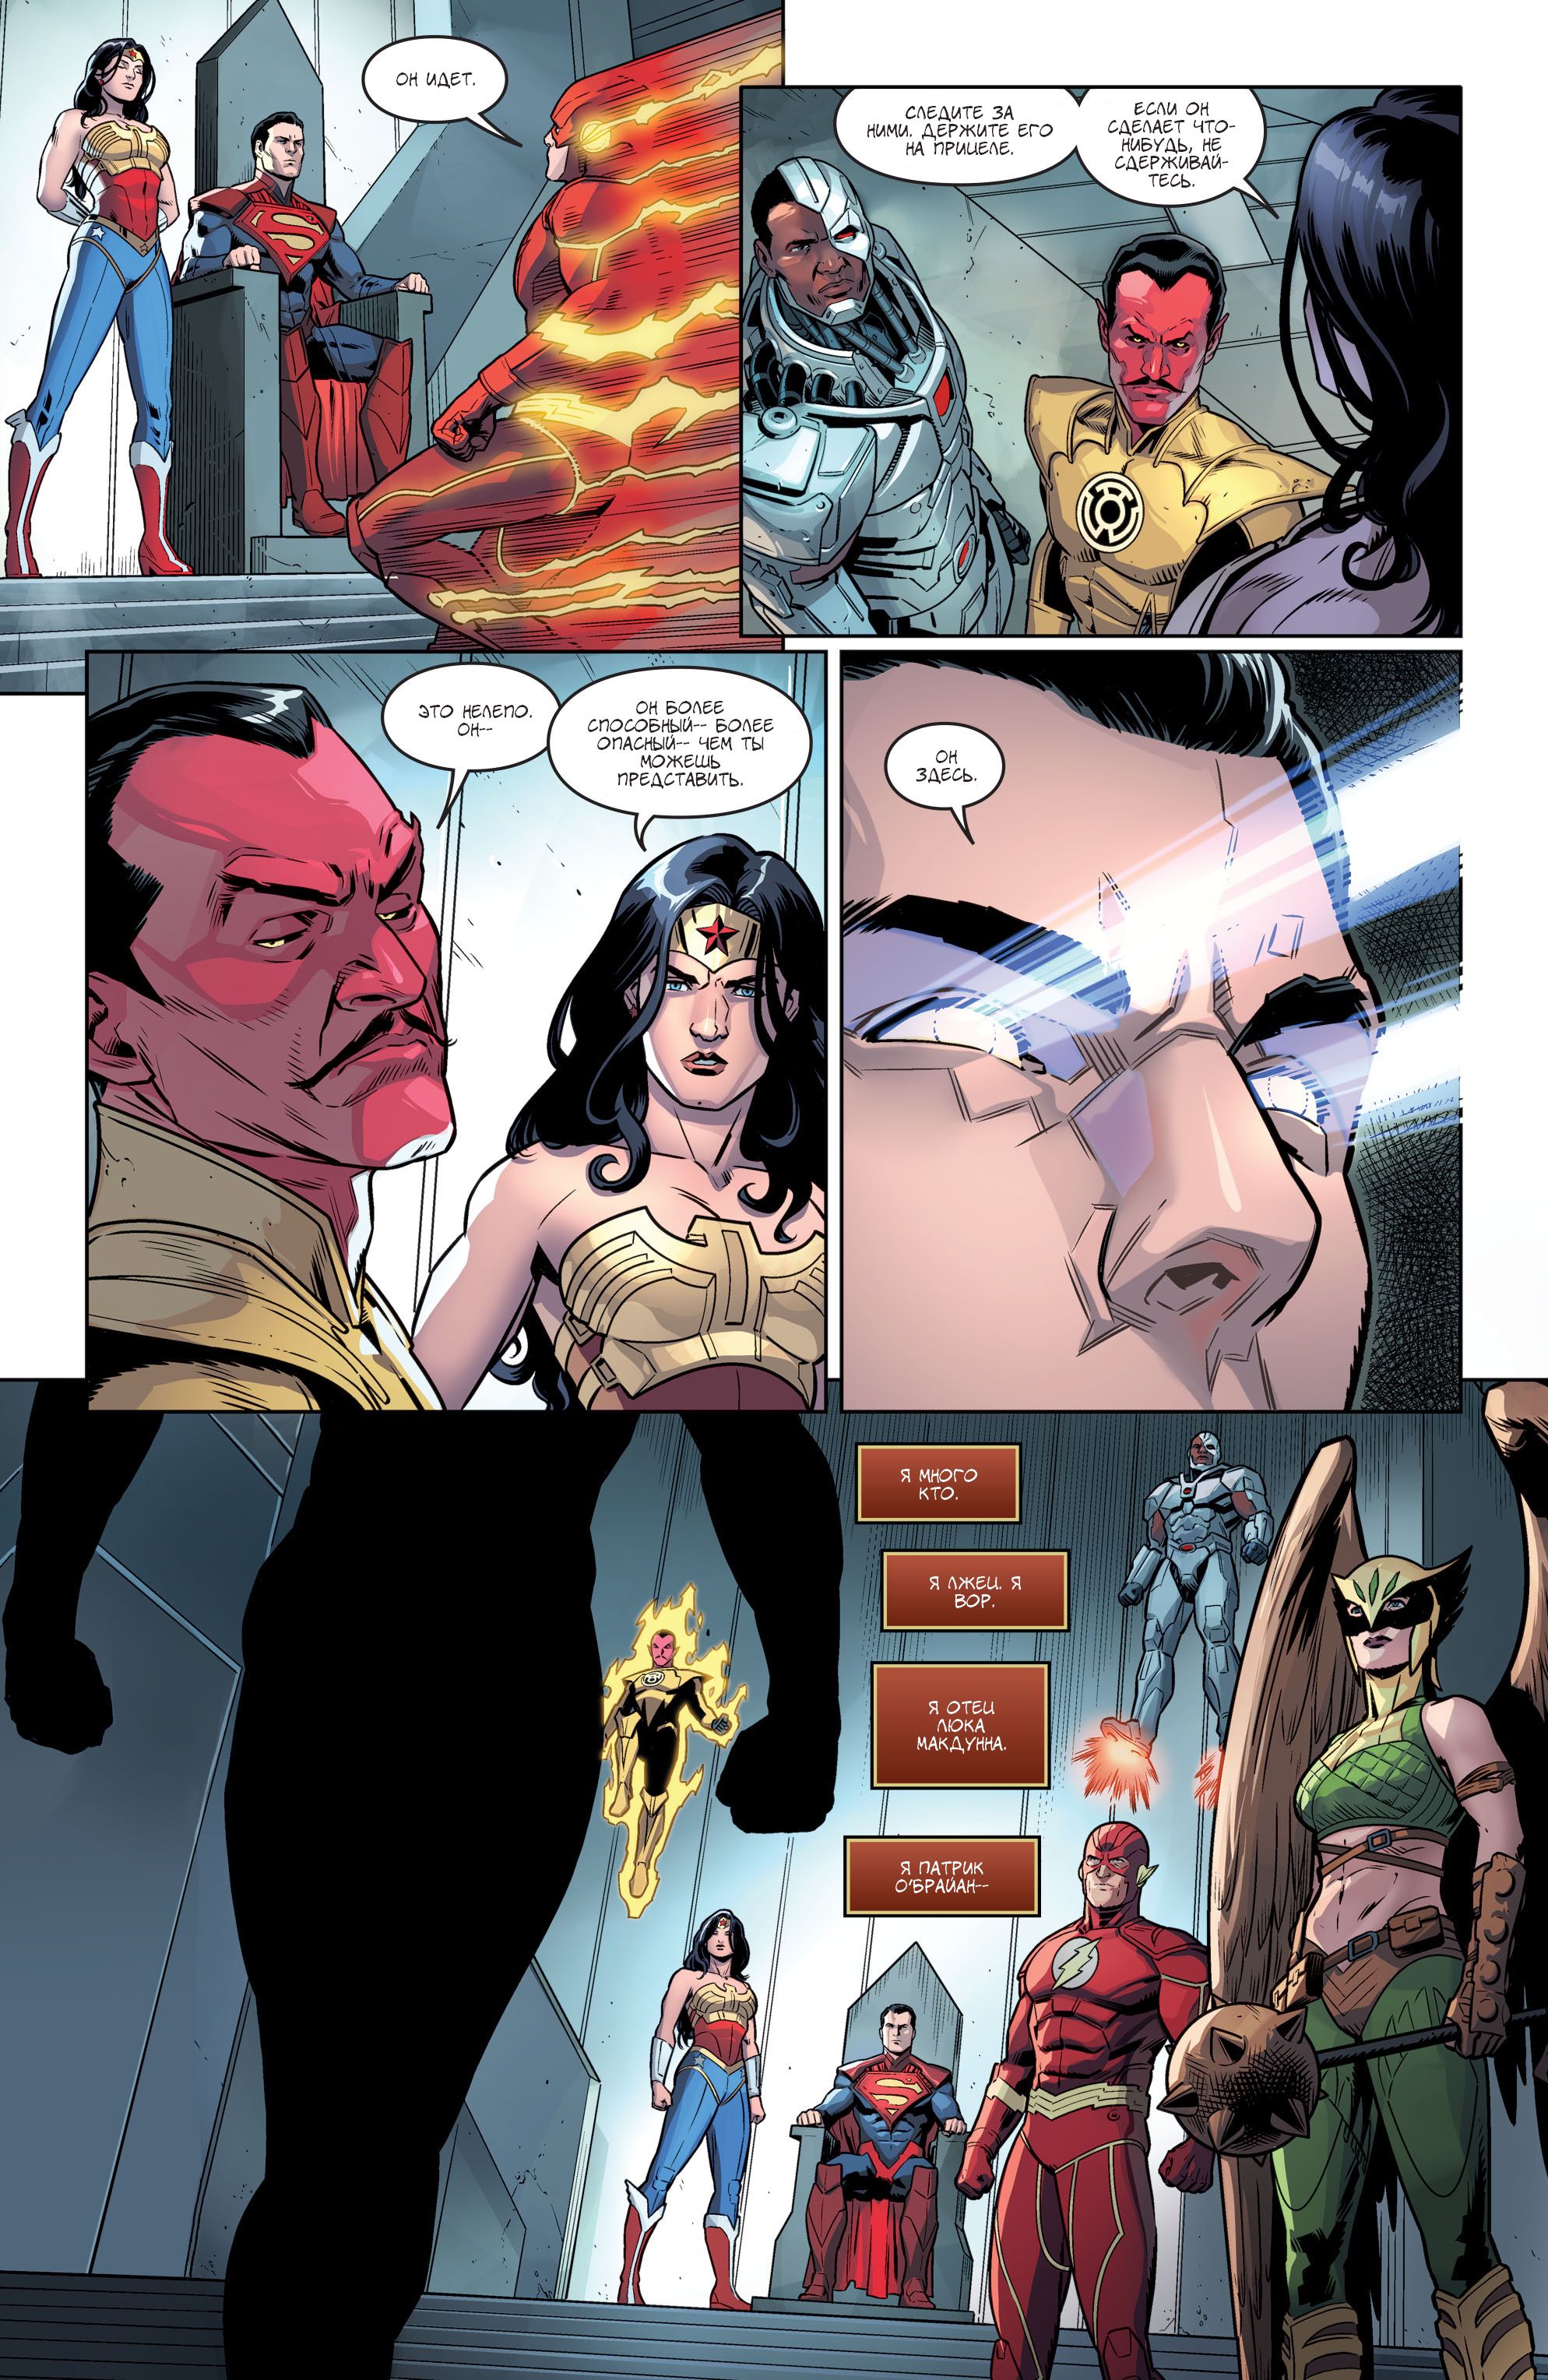 ОН ИДЕТ.
СЛЕДИТЕ ЗА
НИМИ. ДЕРЖИТЕ ЕГО
НА ПРИЦЕЛЕ.
ЕСЛИ ОН
СДЕЛАЕТ ЧТО-
НИБУДЬ, НЕ
СДЕРЖИВАЙ-
ТЕСЬ.
ЭТО НЕЛЕПО.
ОН--
ОН БОЛЕЕ
СПОСОБНЫЙ-- БОЛЕЕ
ОПАСНЫЙ-- ЧЕМ ТЫ
МОЖЕШЬ
ПРЕДСТАВИТЬ.
ОН
ЗДЕСЬ.
Я МНОГО
КТО.
Я ЛЖЕЦ. Я
ВОР.
Я ОТЕЦ
ЛЮКА
МАКДУННА.
Я ПАТРИК
О'БРАЙАН--